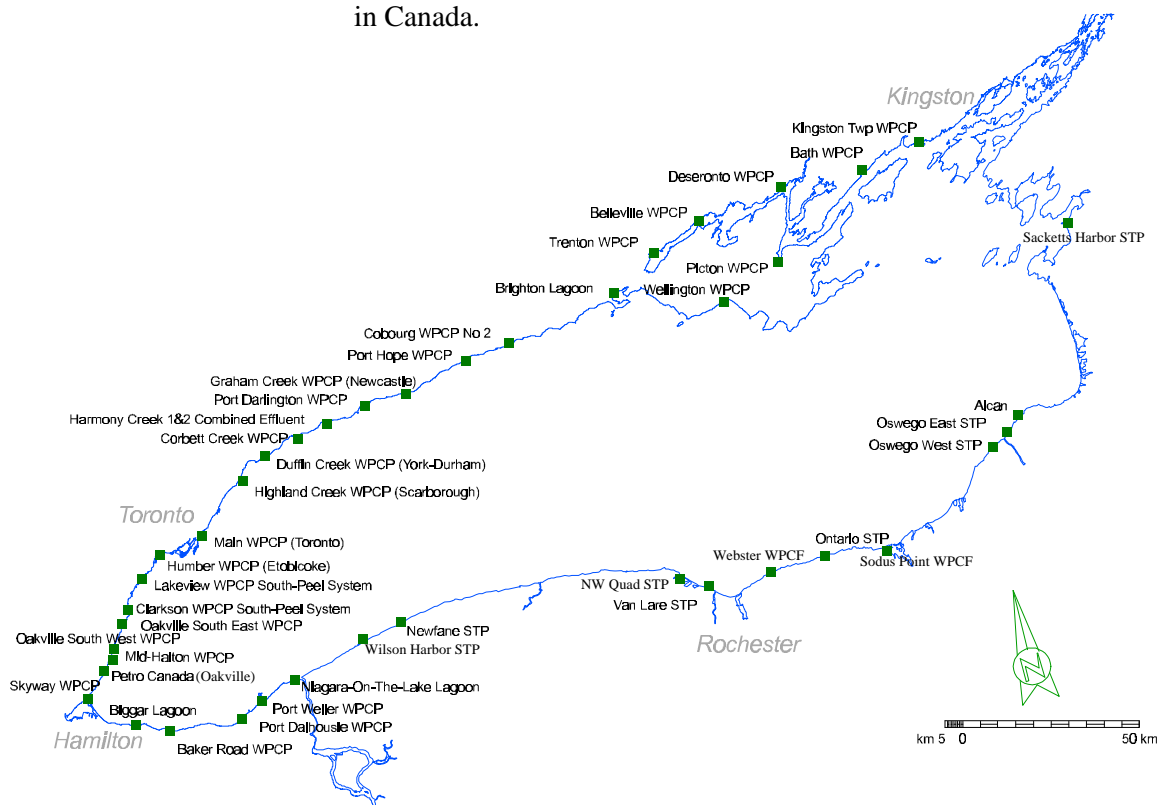 in Canada.
Kingston
Kingston Twp WPCP
Bath WPCP
Deseronto WPCP
Belleville WPCP
Sacketts Harbor STP
Trenton WPCP
Picton WPCP
Brighton Lagoon
Wellington WPCP
Cobourg WPCP No 2
Port Hope WPCP
Graham Creek WPCP (Newcastle)
Port Darlington WPCP
Alcan
Harmony Creek 1&2 Combined Effluent
Oswego East STP
Corbett Creek WPCP
Oswego West STP
Duffin Creek WPCP (York-Durham)
Highland Creek WPCP (Scarborough)
Toronto
Main WPCP (Toronto)
Ontario STP
Humber WPCP (Etobicoke)
Webster WPCF
Sodus Point WPCF
Lakeview WPCP South-Peel System
NW Quad STP
Van Lare STP
Clarkson WPCP South-Peel System
Oakville South East WPCP
Newfane STP
Oakville South West WPCP
Rochester
Wilson Harbor STP
Mid-Halton WPCP
Petro Canada (Oakville)
Skyway WPCP
Niagara-On-The-Lake Lagoon
Biggar Lagoon
Port Weller WPCP
Port Dalhousie WPCP
Hamilton
Baker Road WPCP
N
km 5 0 50 km